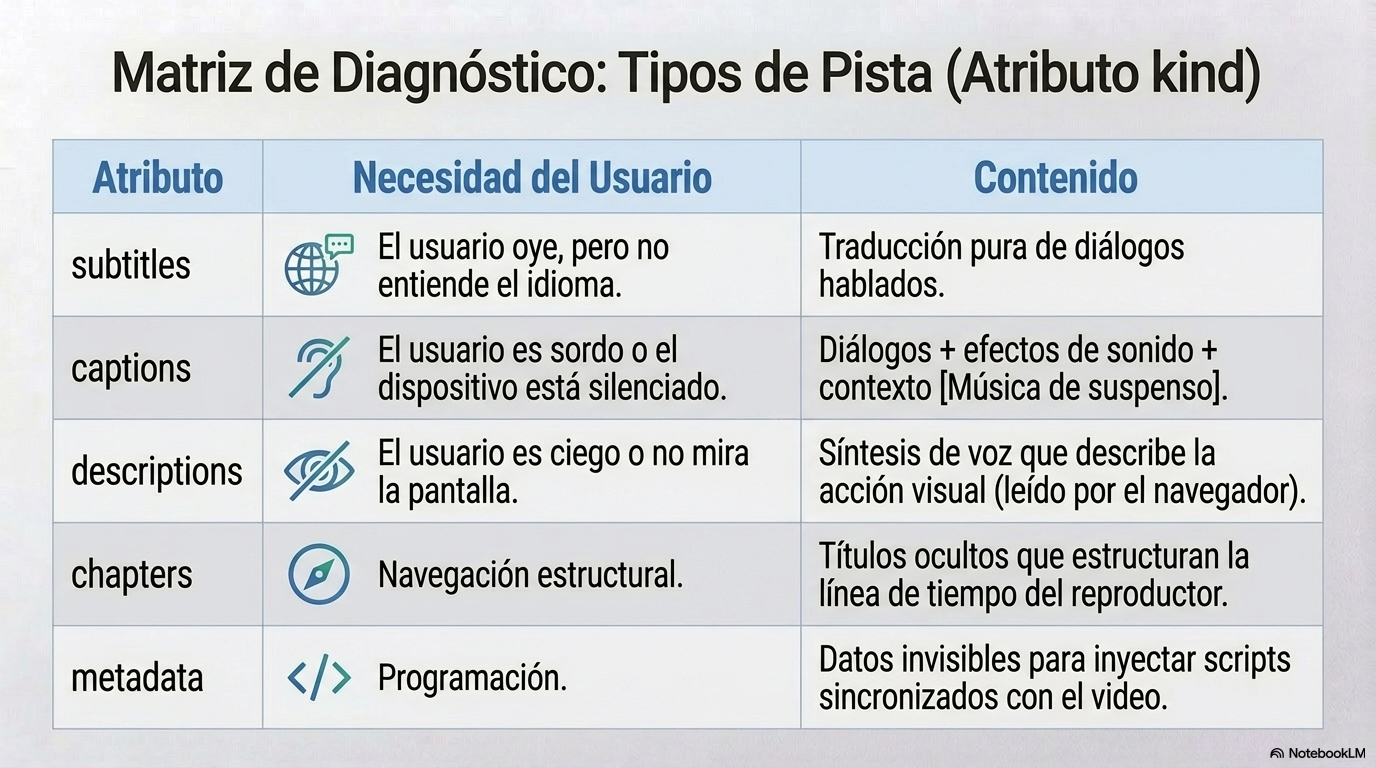 Matriz de Diagnóstico: Tipos de Pista (Atributo kind)
Atributo
Necesidad del Usuario
Contenido
subtitles
El usuario oye, pero no
entiende el idioma.
Traducción pura de diálogos
hablados.
captions
El usuario es sordo o el
dispositivo está silenciado.
Diálogos + efectos de sonido +
contexto [Música de suspenso].
descriptions
El usuario es ciego o no mira
la pantalla.
Síntesis de voz que describe la
acción visual (leído por el navegador).
chapters
Navegación estructural.
Títulos ocultos que estructuran la
línea de tiempo del reproductor.
metadata
</>
Programación.
Datos invisibles para inyectar scripts
sincronizados con el video.
NotebookLM